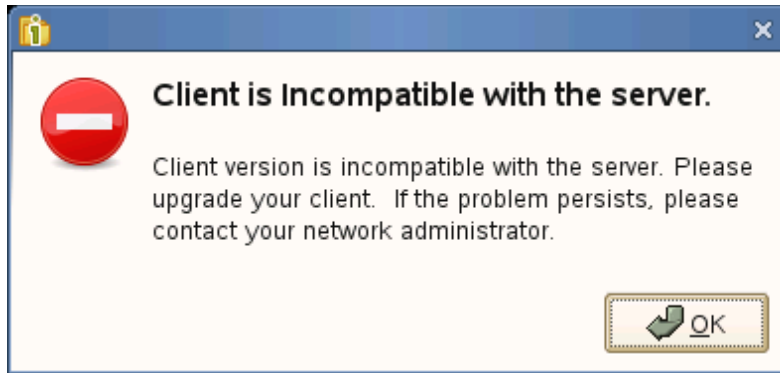 Client is Incompatible with the server.
Client version is incompatible with the server. Please
upgrade your client.  If the problem persists, please
contact your network administrator.
OK